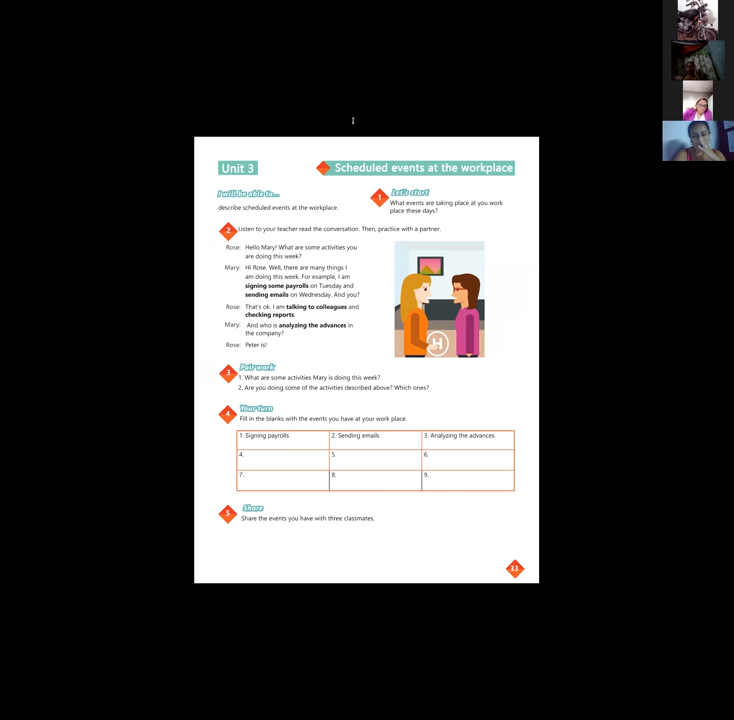 Unit 3
Scheduled events at the workplace
I will be able to...
describe scheduled events at the workplace.
1
Let's start
What events are taking place at you work
place these days?
2
Listen to your teacher read the conversation. Then, practice with a partner.
Rose: Hello Mary! What are some activities you
are doing this week?
Mary: Hi Rose. Well, there are many things I
am doing this week. For example, I am
signing some payrolls on Tuesday and
sending emails on Wednesday. And you?
Rose: That's ok. I am talking to colleagues and
checking reports.
Mary: And who is analyzing the advances in
the company?
Rose: Peter is!
3
Pair work
1. What are some activities Mary is doing this week?
2. Are you doing some of the activities described above? Which ones?
4
Your turn
Fill in the blanks with the events you have at your work place.
1. Signing payrolls 2. Sending emails 3. Analyzing the advances
4. 5. 6.
7. 8. 9.
5
Share
Share the events you have with three classmates.
33